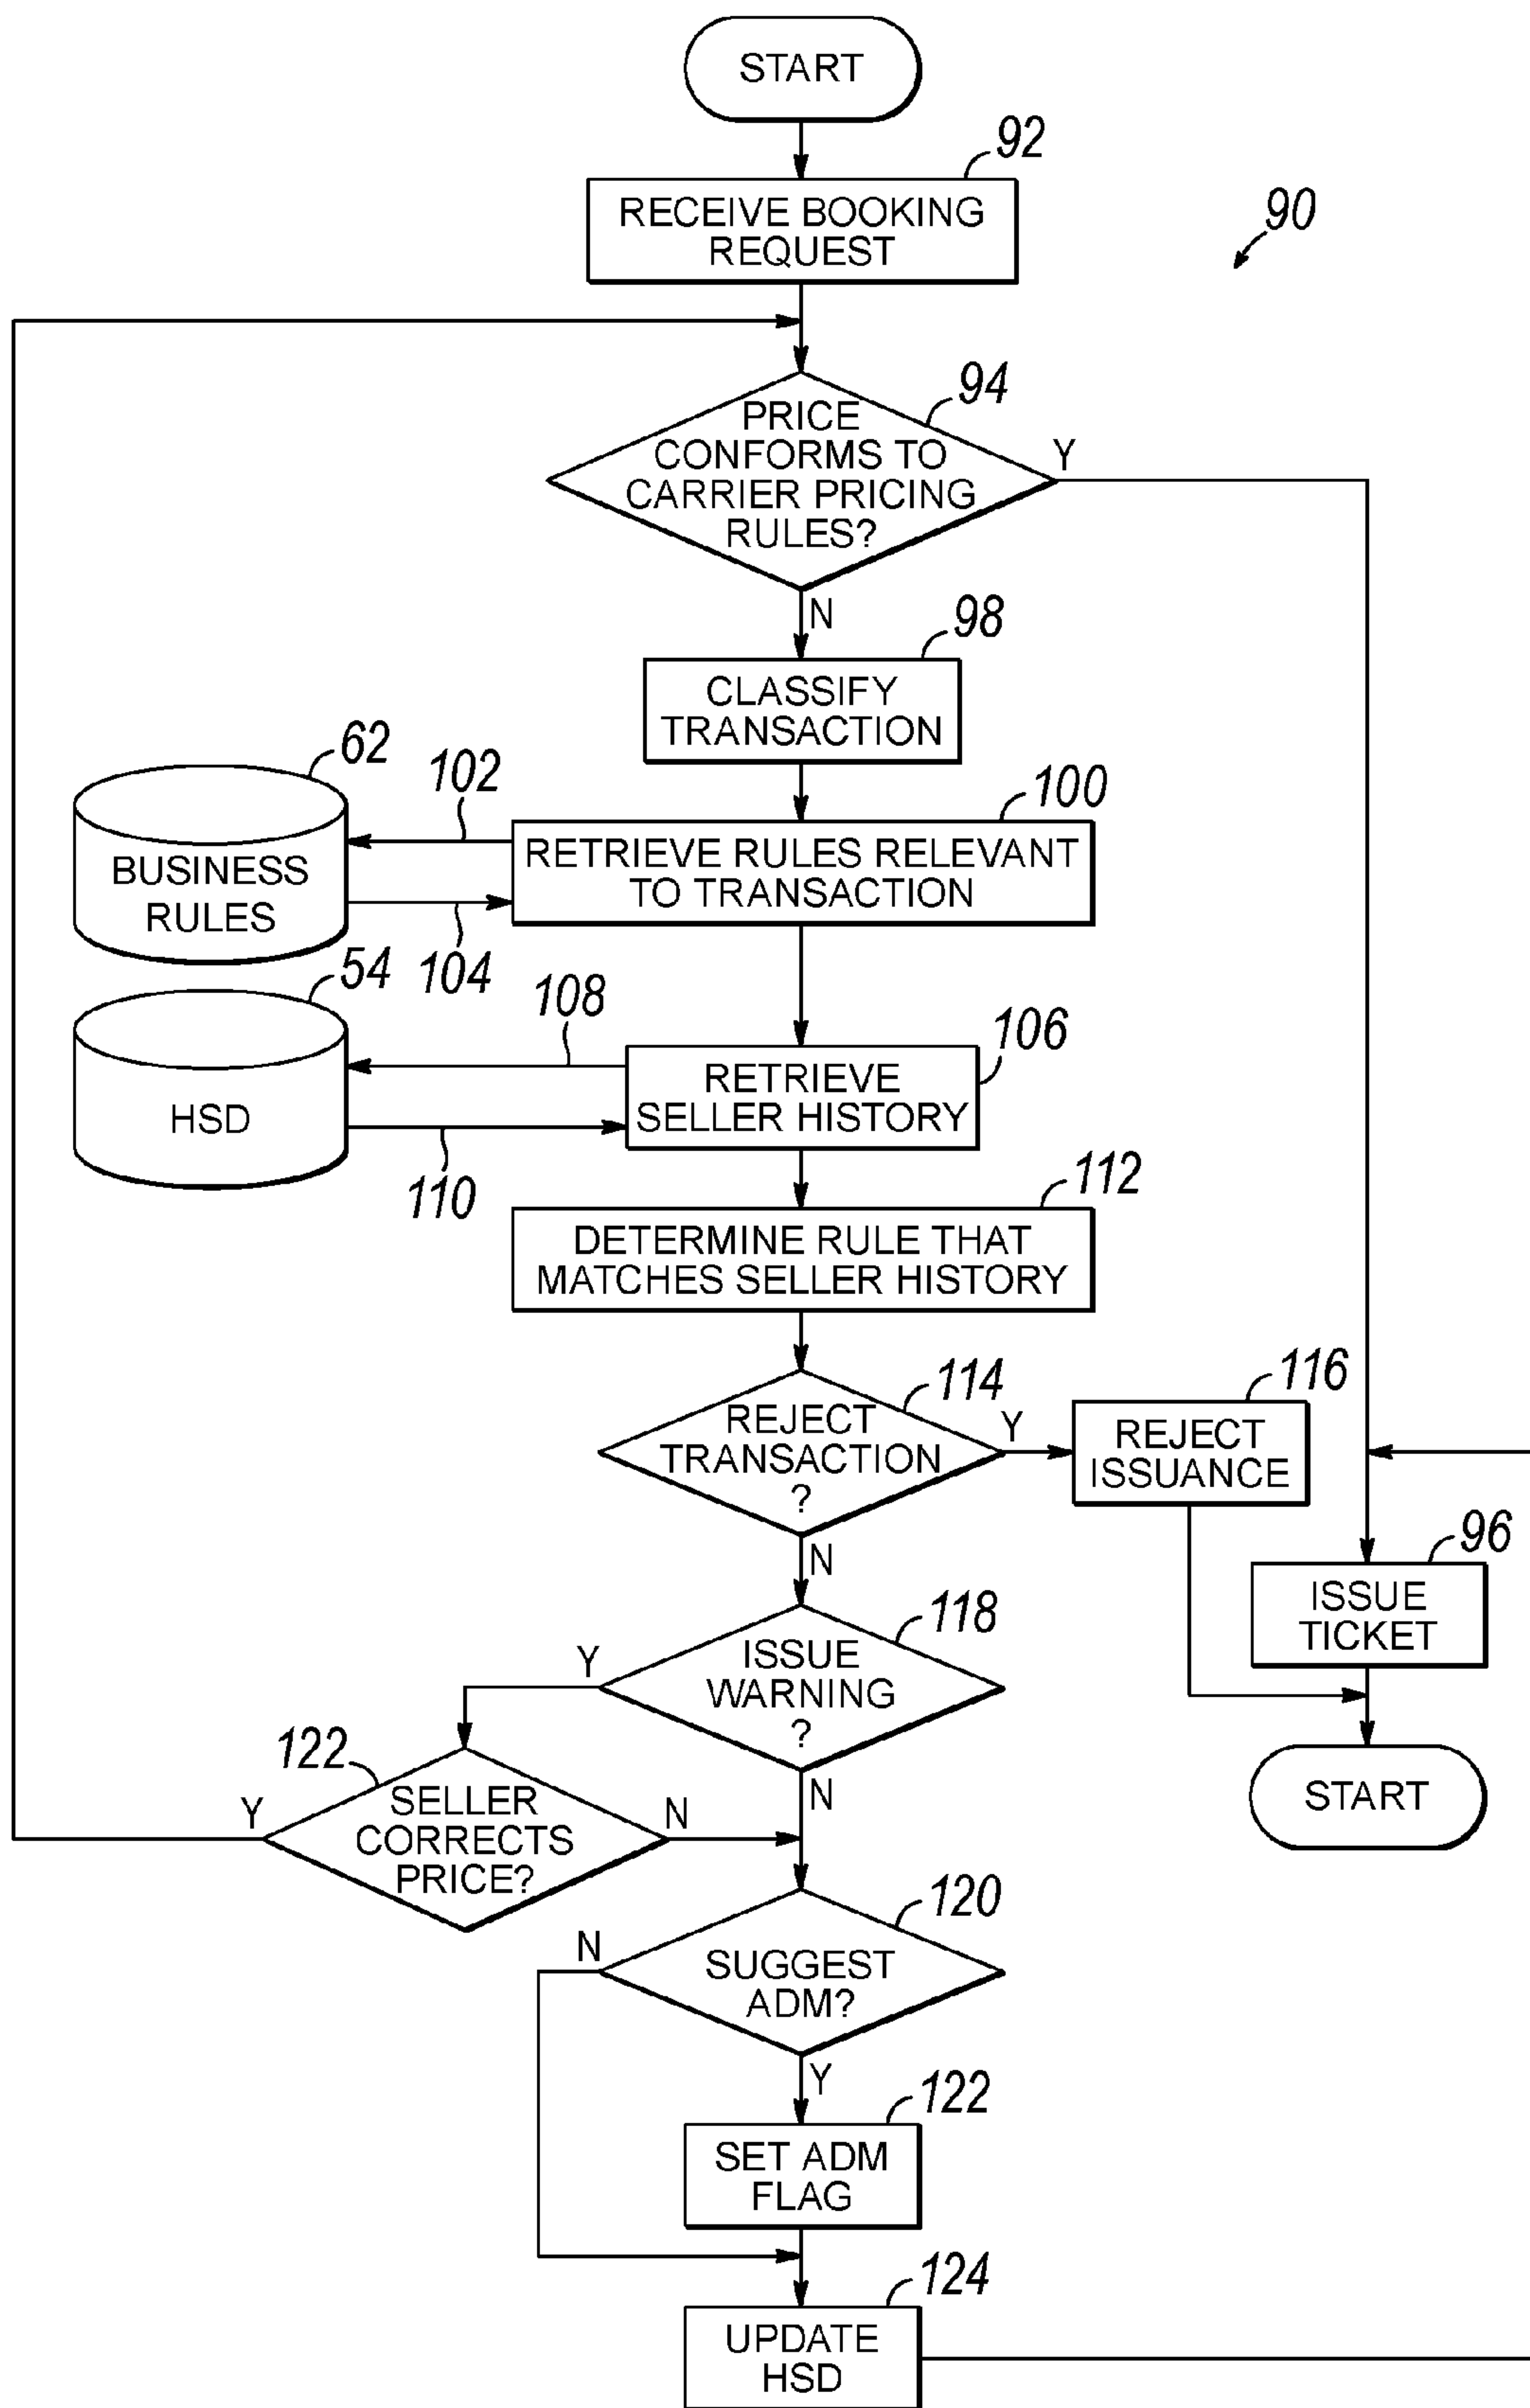 START
92
RECEIVE BOOKING
REQUEST
90
94
PRICE
CONFORMS TO
CARRIER PRICING
RULES?
Y
N
98
CLASSIFY
TRANSACTION
62
102
100
BUSINESS
RULES
RETRIEVE RULES RELEVANT
TO TRANSACTION
104
54
108
106
HSD
RETRIEVE
SELLER HISTORY
110
112
DETERMINE RULE THAT
MATCHES SELLER HISTORY
114
REJECT
TRANSACTION
?
Y
116
REJECT
ISSUANCE
N
96
ISSUE
TICKET
118
ISSUE
WARNING
?
Y
N
START
122
SELLER
CORRECTS
PRICE?
Y
N
120
SUGGEST
ADM?
N
Y
122
SET ADM
FLAG
124
UPDATE
HSD